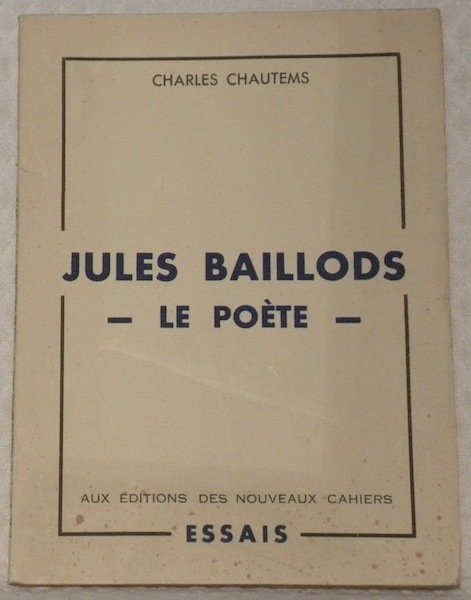 CHARLES CHAUTEMS
JULES BAILLODS
— LE POÈTE —
AUX ÉDITIONS DES NOUVEAUX CAHIERS
ESSAIS